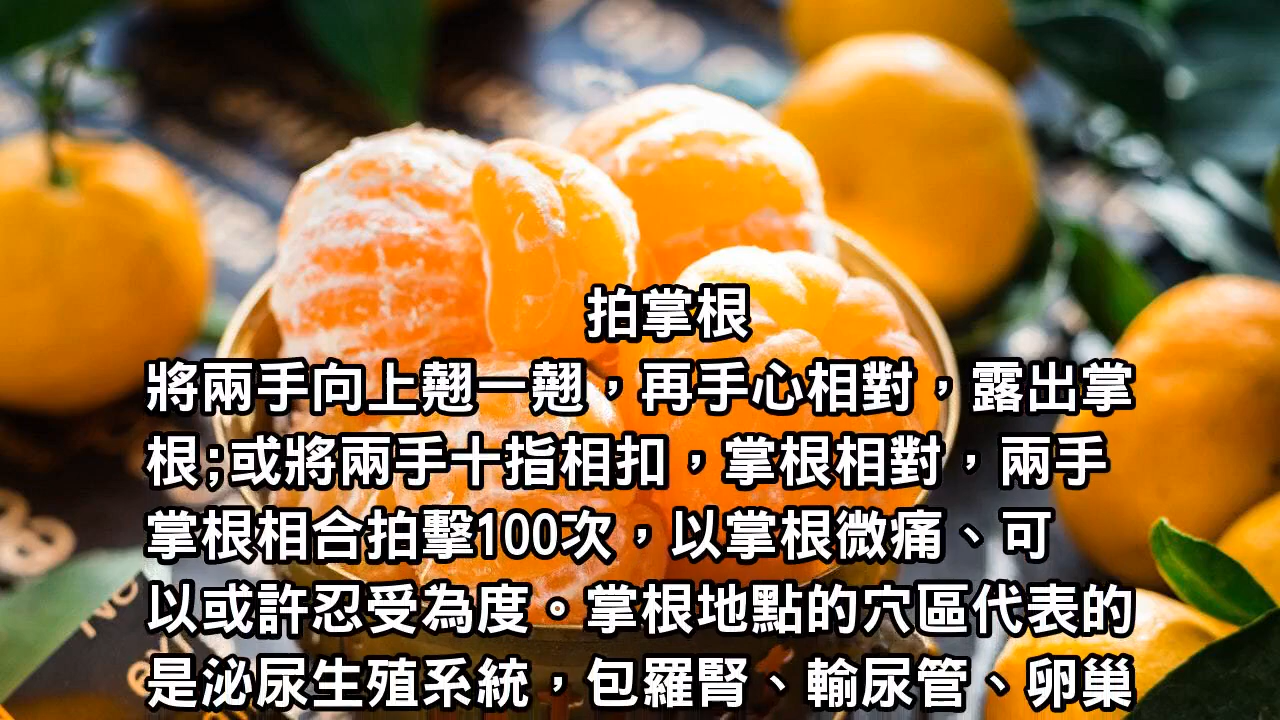 拍掌根
將兩手向上翹一翹，再手心相對，露出掌
根;或將兩手十指相扣，掌根相對，兩手
掌根相合拍擊100次，以掌根微痛、可
以或許忍受為度。掌根地點的穴區代表的
是泌尿生殖系統，包羅腎、輸尿管、卵巢